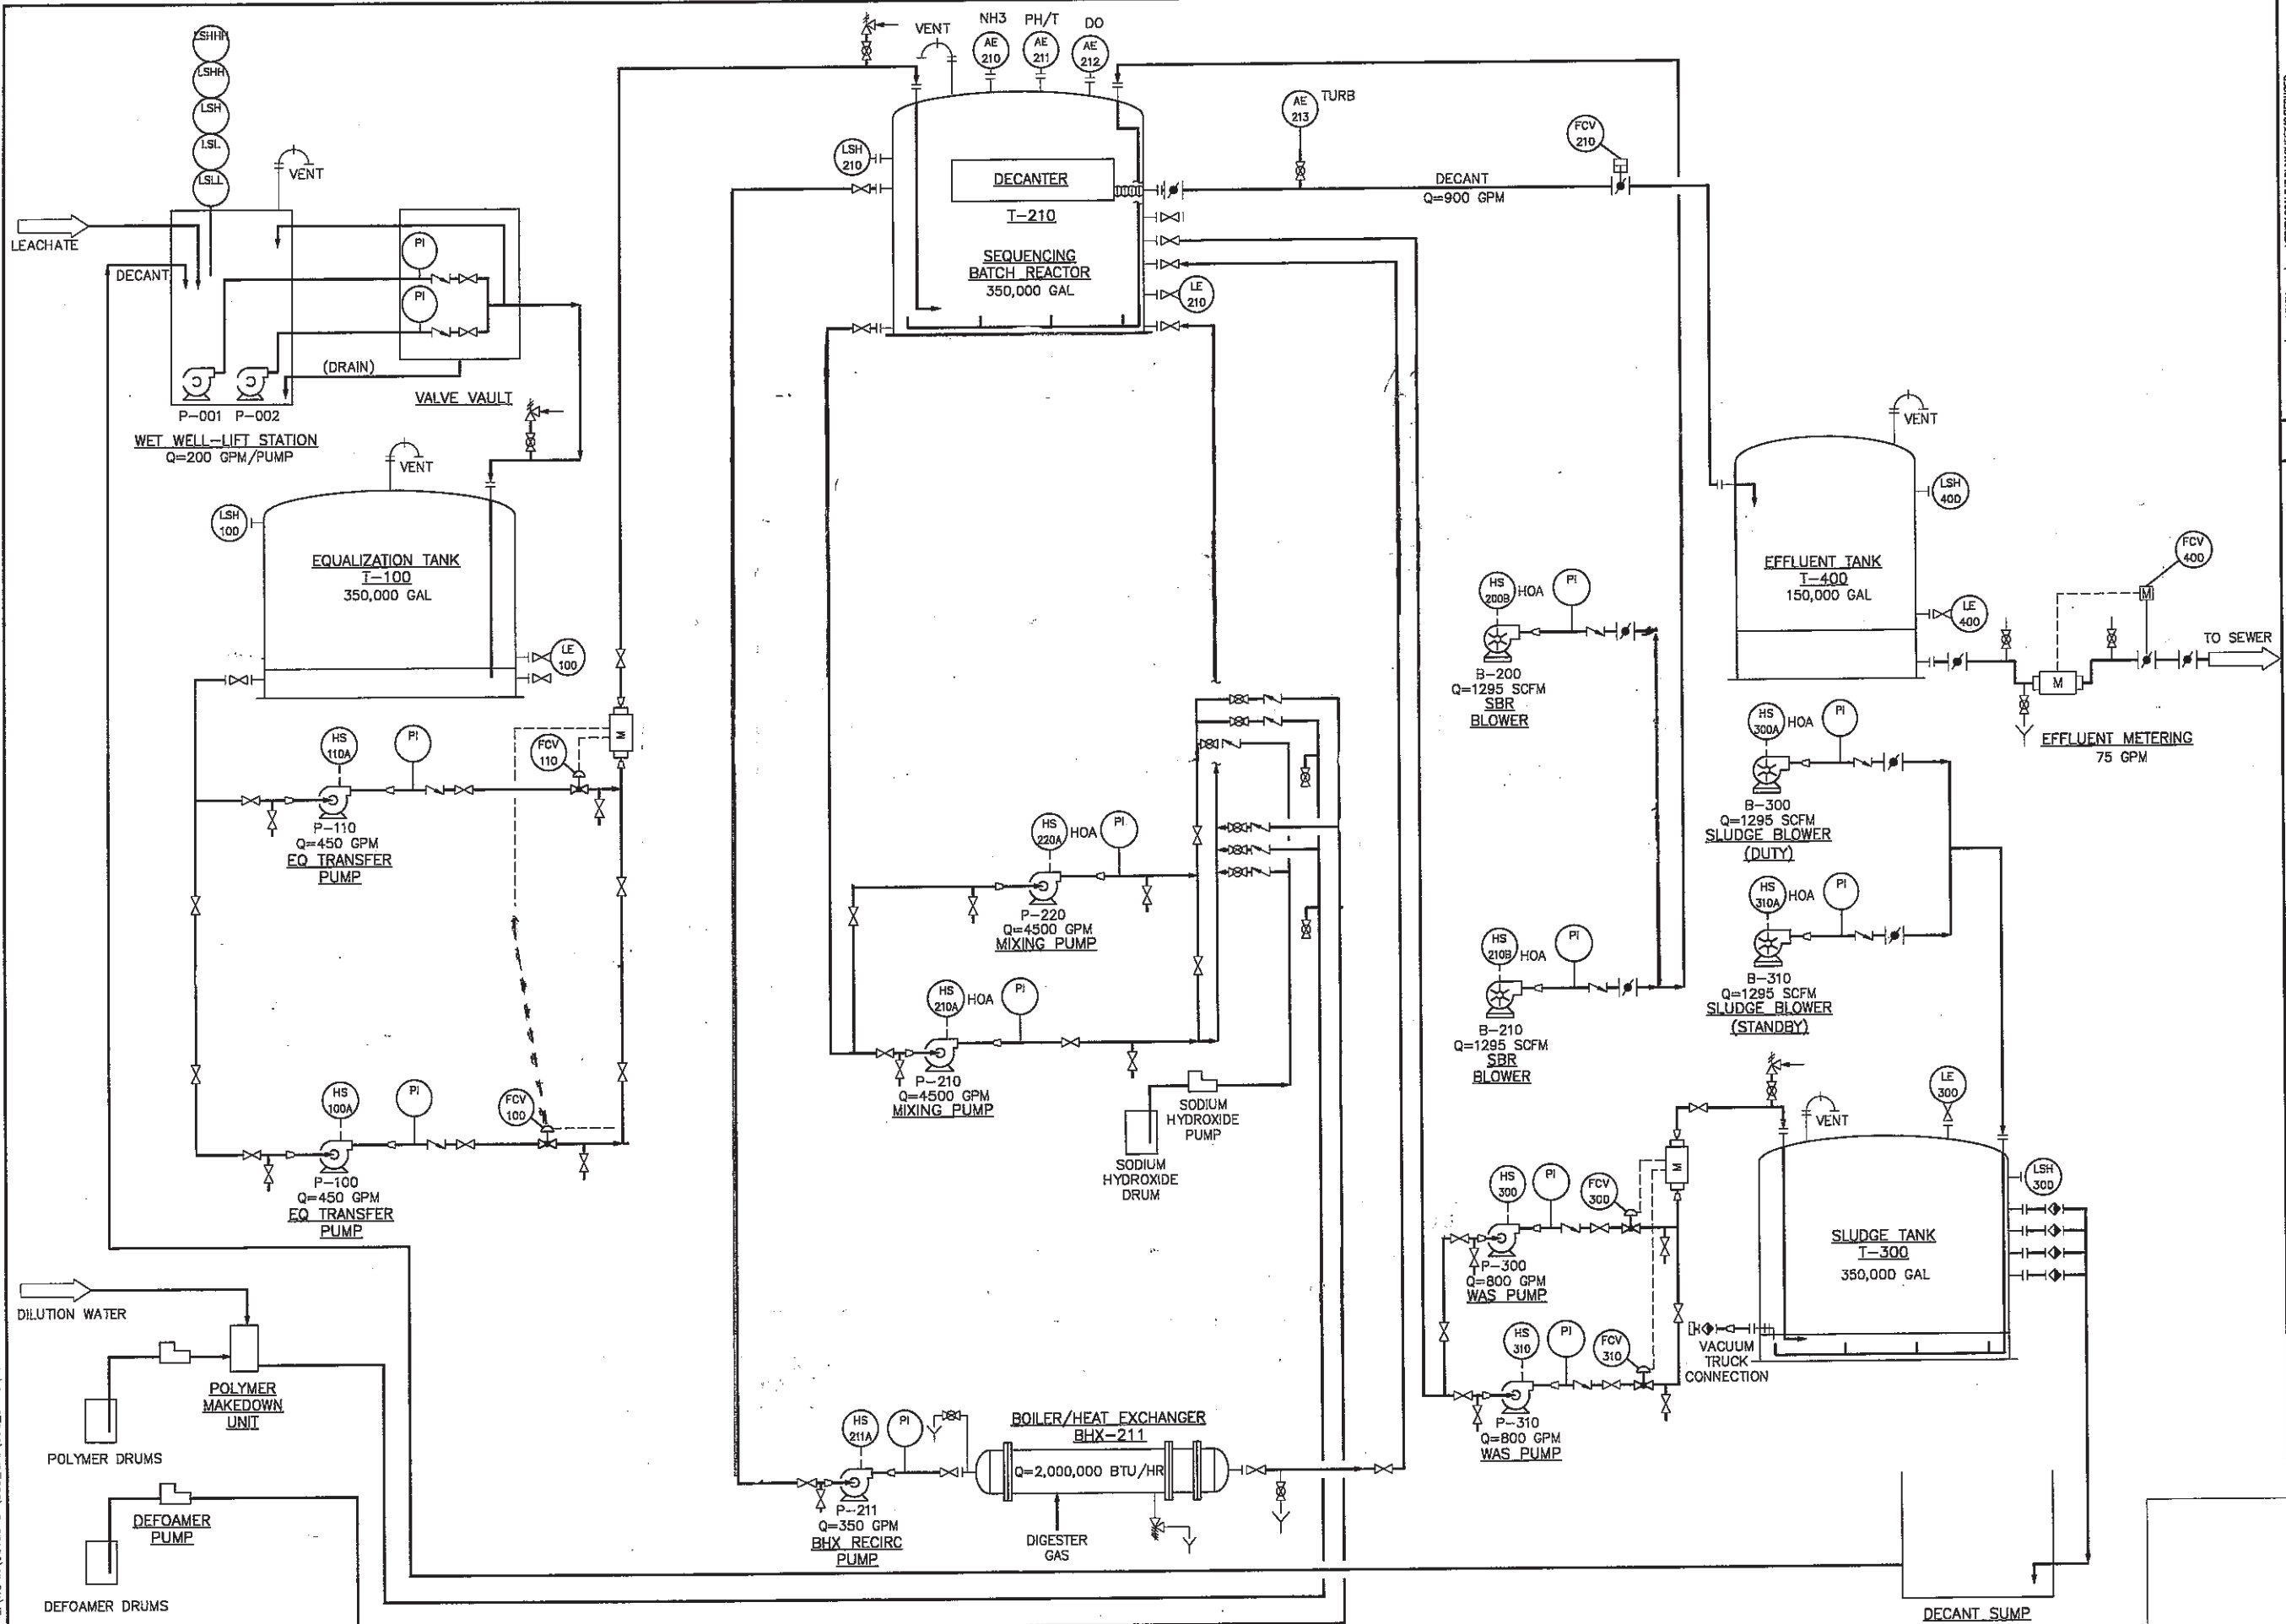 LSHHH
LSHH
LSH
LSL
LSLL
VENT
LEACHATE
DECANT
PI
PI
(DRAIN)
P-001 P-002
VALVE VAULT
WET WELL-LIFT STATION
Q=200 GPM/PUMP
VENT
LSH
100
EQUALIZATION TANK
T-100
350,000 GAL
LE
100
HS
110A
PI
FCV
110
M
P-110
Q=450 GPM
EQ TRANSFER
PUMP
HS
100A
PI
FCV
100
P-100
Q=450 GPM
EQ TRANSFER
PUMP
DILUTION WATER
POLYMER
MAKEDOWN
UNIT
POLYMER DRUMS
DEFOAMER
PUMP
DEFOAMER DRUMS
VENT
NH3 PH/T DO
AE
210
AE
211
AE
212
LSH
210
DECANTER
T-210
SEQUENCING
BATCH REACTOR
350,000 GAL
LE
210
AE
213
TURB
DECANT
Q=900 GPM
FCV
210
HS
220A
HOA
PI
P-220
Q=4500 GPM
MIXING PUMP
HS
210A
HOA
PI
P-210
Q=4500 GPM
MIXING PUMP
SODIUM
HYDROXIDE
PUMP
SODIUM
HYDROXIDE
DRUM
HS
211A
PI
P-211
Q=350 GPM
BHX RECIRC
PUMP
BOILER/HEAT EXCHANGER
BHX-211
Q=2,000,000 BTU/HR
DIGESTER
GAS
HS
200B
HOA
PI
B-200
Q=1295 SCFM
SBR
BLOWER
HS
210B
HOA
PI
B-210
Q=1295 SCFM
SBR
BLOWER
VENT
EFFLUENT TANK
T-400
150,000 GAL
LSH
400
LE
400
FCV
400
M
M
TO SEWER
EFFLUENT METERING
75 GPM
HS
300A
HOA
PI
B-300
Q=1295 SCFM
SLUDGE BLOWER
(DUTY)
HS
310A
HOA
PI
B-310
Q=1295 SCFM
SLUDGE BLOWER
(STANDBY)
HS
300
PI
FCV
300
M
P-300
Q=800 GPM
WAS PUMP
HS
310
PI
FCV
310
P-310
Q=800 GPM
WAS PUMP
VENT
LE
300
LSH
300
SLUDGE TANK
T-300
350,000 GAL
VACUUM
TRUCK
CONNECTION
DECANT SUMP